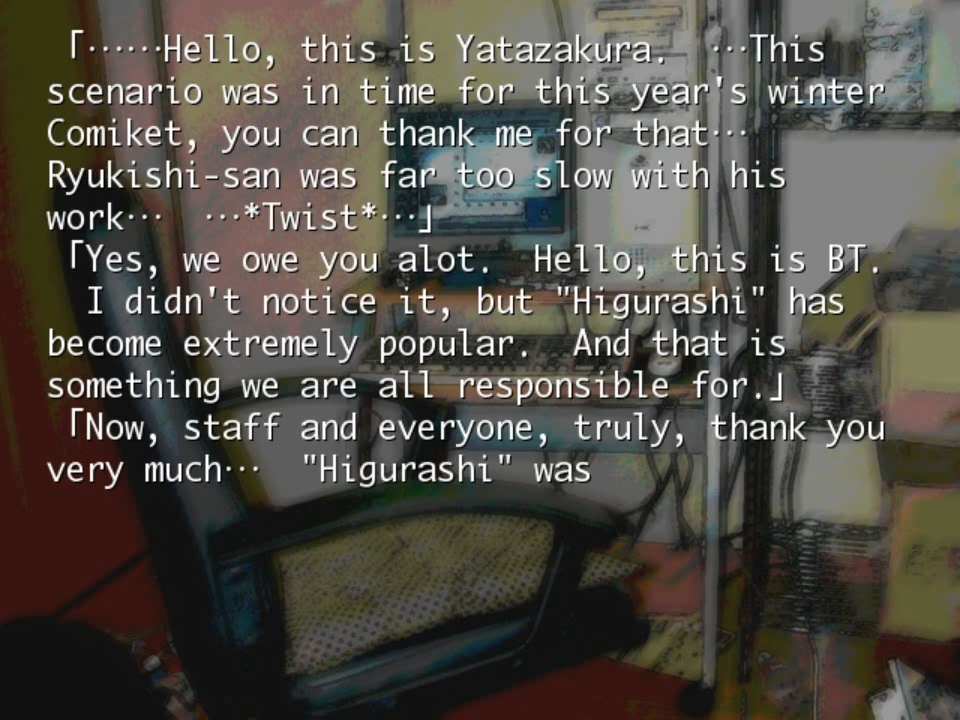 「⋯⋯Hello, this is Yatazakura.  ⋯This
scenario was in time for this year's winter
Comiket, you can thank me for that⋯
Ryukishi-san was far too slow with his
work⋯  ⋯*Twist*⋯」
「Yes, we owe you alot.  Hello, this is BT.
I didn't notice it, but "Higurashi" has
become extremely popular.  And that is
something we are all responsible for.」
「Now, staff and everyone, truly, thank you
very much⋯  "Higurashi" was